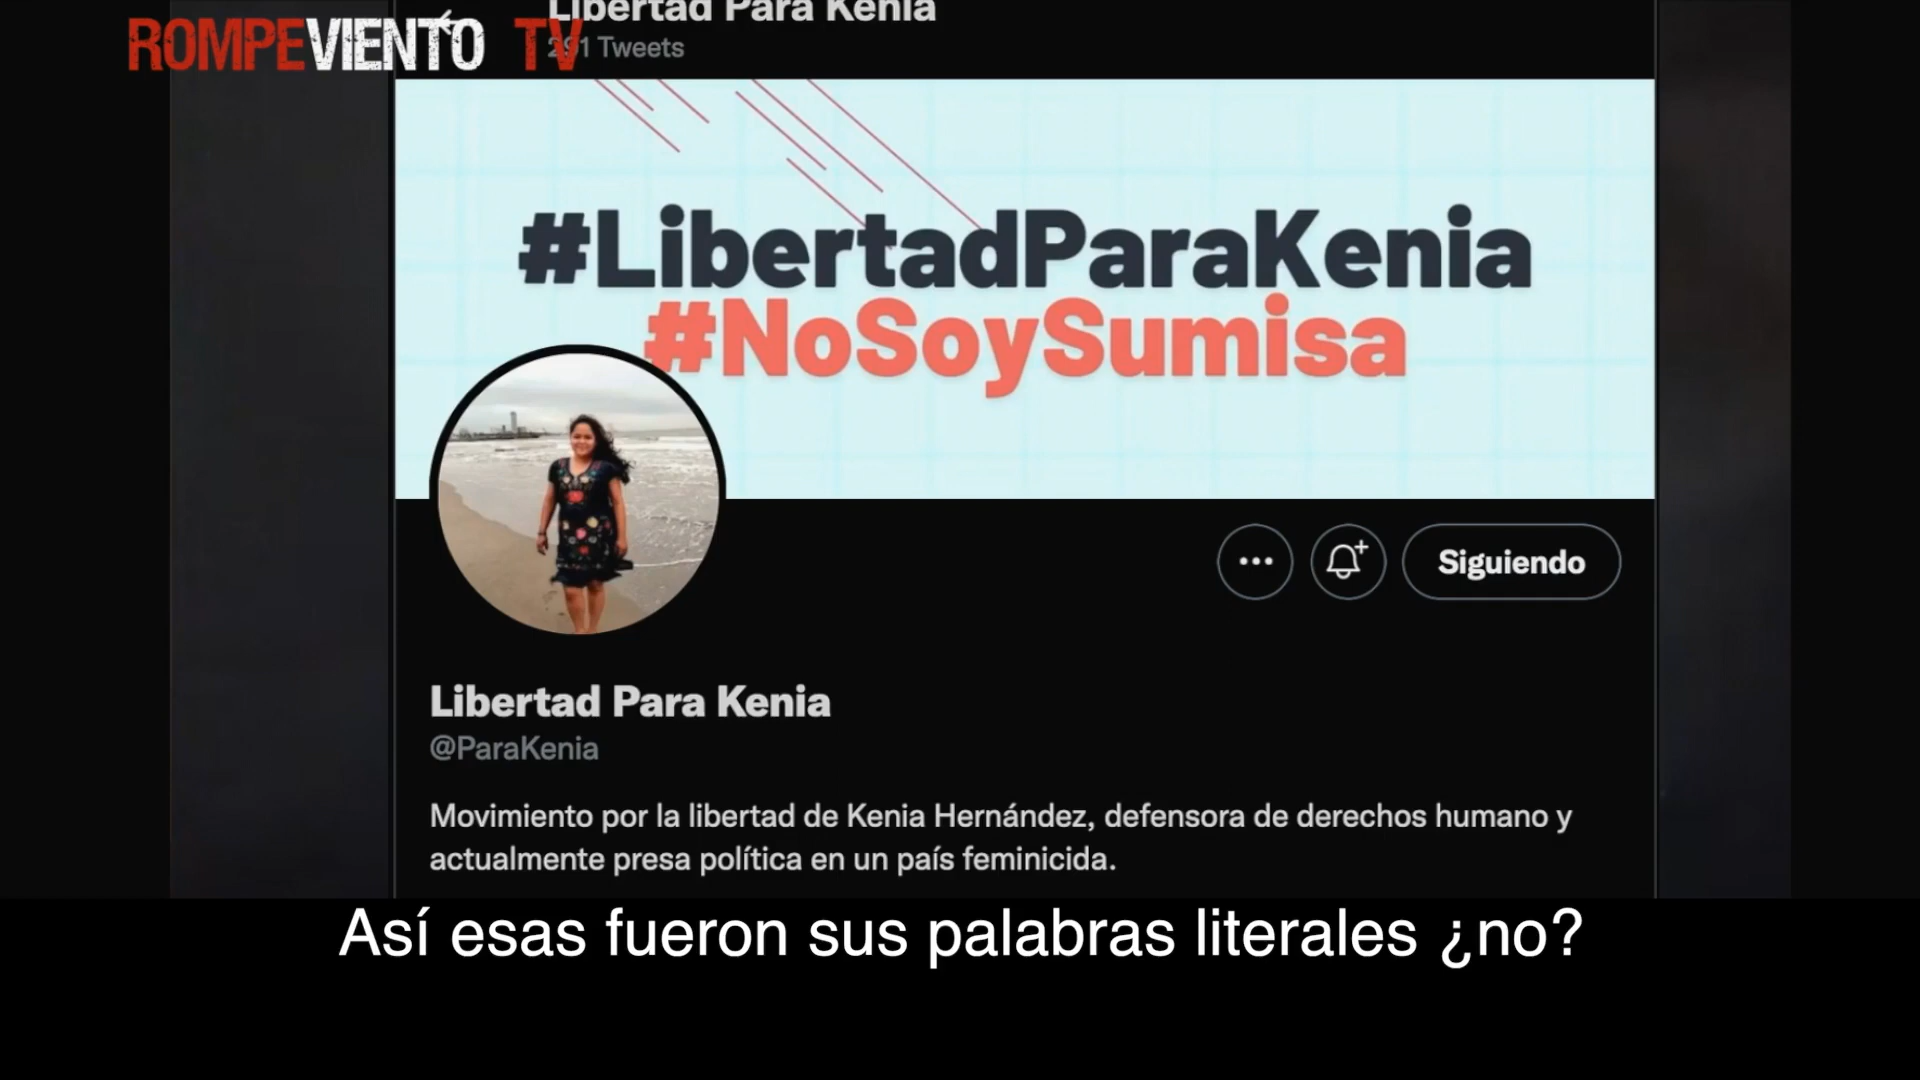 Libertad Para Kenia
ROMPEVIENTO TV
291 Tweets
#LibertadParaKenia
#NoSoySumisa
Siguiendo
Libertad Para Kenia
@ParaKenia
Movimiento por la libertad de Kenia Hernández, defensora de derechos humano y
actualmente presa política en un país feminicida.
Así esas fueron sus palabras literales ¿no?